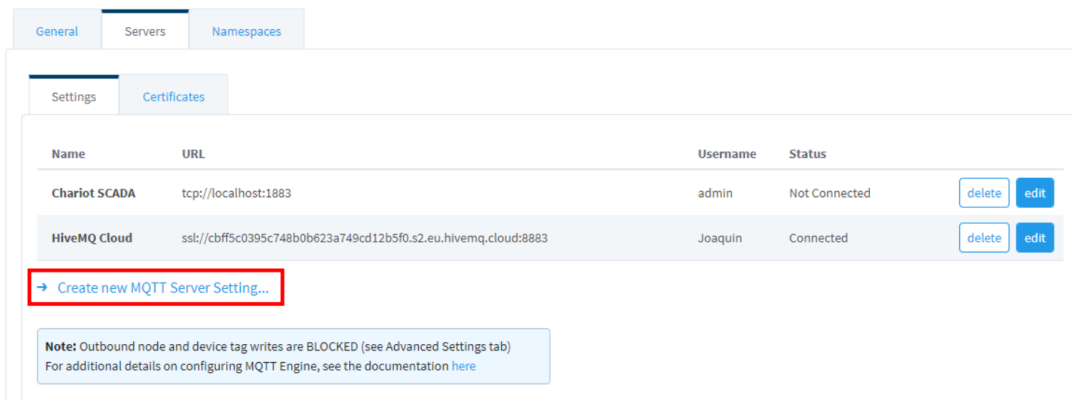 General Servers Namespaces
Settings Certificates
Name URL Username Status
Chariot SCADA tcp://localhost:1883 admin Not Connected delete edit
HiveMQ Cloud ssl://cbff5c0395c748b0b623a749cd12b5f0.s2.eu.hivemq.cloud:8883 Joaquin Connected delete edit
→ Create new MQTT Server Setting...
Note: Outbound node and device tag writes are BLOCKED (see Advanced Settings tab)
For additional details on configuring MQTT Engine, see the documentation here